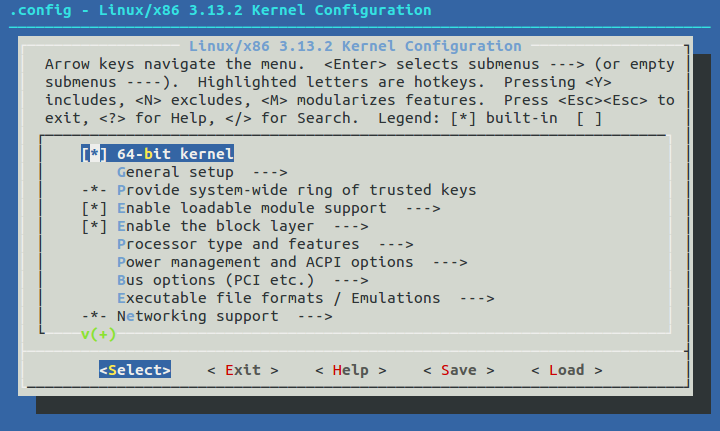 .config - Linux/x86 3.13.2 Kernel Configuration
Linux/x86 3.13.2 Kernel Configuration
Arrow keys navigate the menu.  <Enter> selects submenus ---> (or empty
submenus ----).  Highlighted letters are hotkeys.  Pressing <Y>
includes, <N> excludes, <M> modularizes features.  Press <Esc><Esc> to
exit, <?> for Help, </> for Search.  Legend: [*] built-in  [ ]
[*] 64-bit kernel
General setup  --->
-*- Provide system-wide ring of trusted keys
[*] Enable loadable module support  --->
[*] Enable the block layer  --->
Processor type and features  --->
Power management and ACPI options  --->
Bus options (PCI etc.)  --->
Executable file formats / Emulations  --->
-*- Networking support  --->
v(+)
<Select>    < Exit >    < Help >    < Save >    < Load >